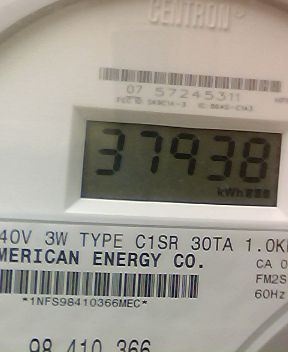 CENTRON®
07 57245311
37938
kWh
40V 3W TYPE C1SR 30TA 1.0K
MERICAN ENERGY CO.
CA 0
FM2S
60Hz
*1NFS98410366MEC*
98 410 366